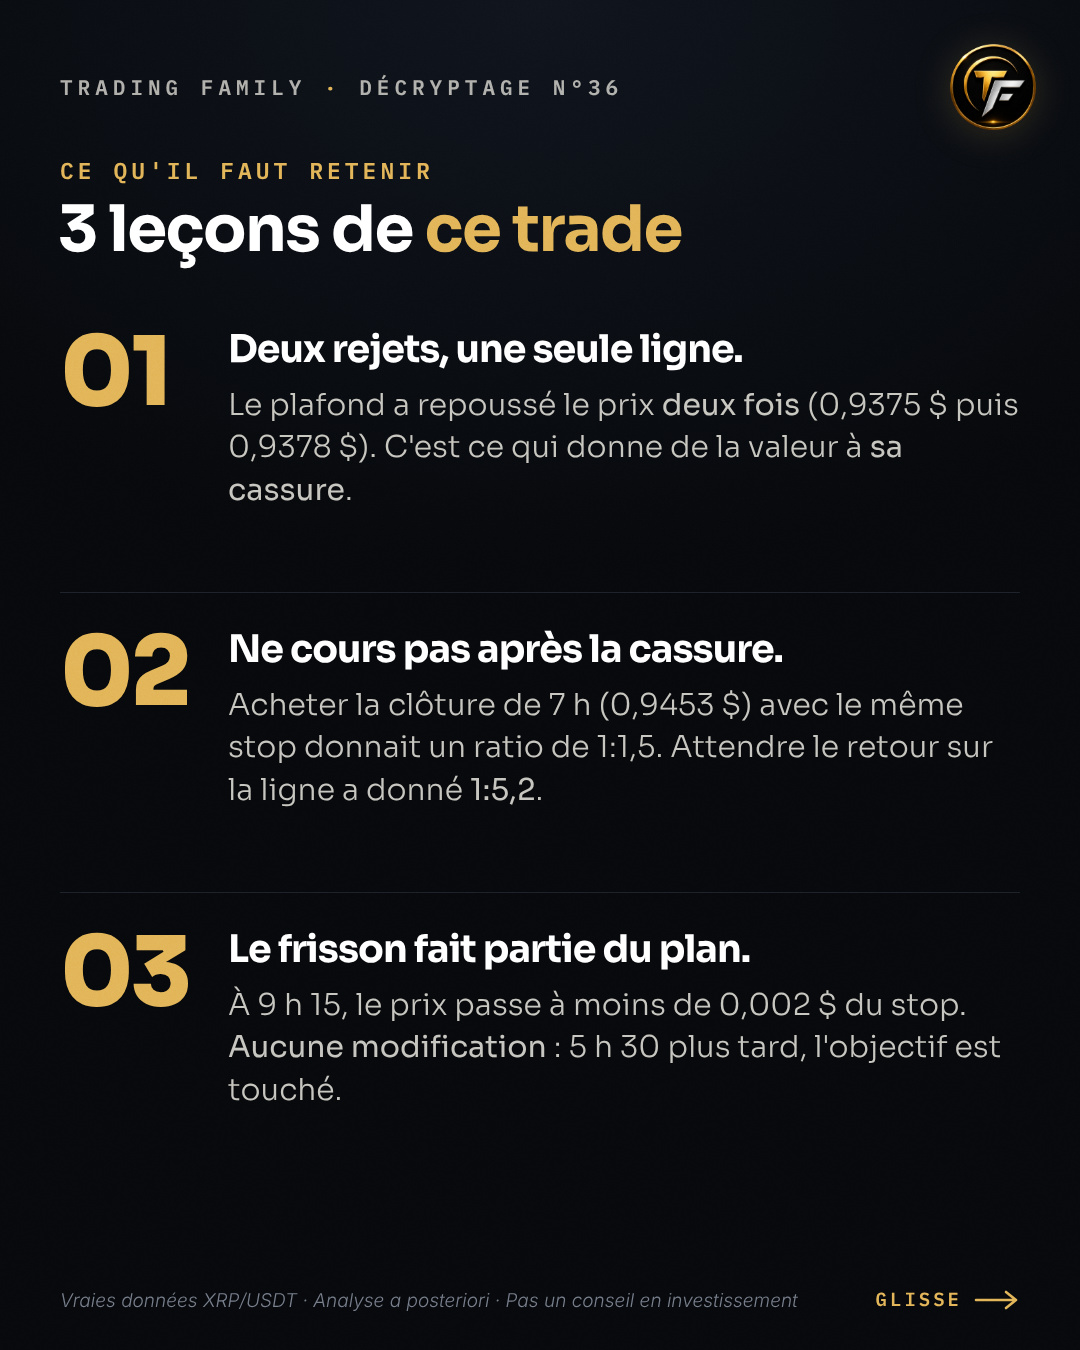 TRADING FAMILY · DÉCRYPTAGE N°36
TF
CE QU'IL FAUT RETENIR
3 leçons de ce trade
01
Deux rejets, une seule ligne.
Le plafond a repoussé le prix deux fois (0,9375 $ puis
0,9378 $). C'est ce qui donne de la valeur à sa
cassure.
02
Ne cours pas après la cassure.
Acheter la clôture de 7 h (0,9453 $) avec le même
stop donnait un ratio de 1:1,5. Attendre le retour sur
la ligne a donné 1:5,2.
03
Le frisson fait partie du plan.
À 9 h 15, le prix passe à moins de 0,002 $ du stop.
Aucune modification : 5 h 30 plus tard, l'objectif est
touché.
Vraies données XRP/USDT · Analyse a posteriori · Pas un conseil en investissement
GLISSE →